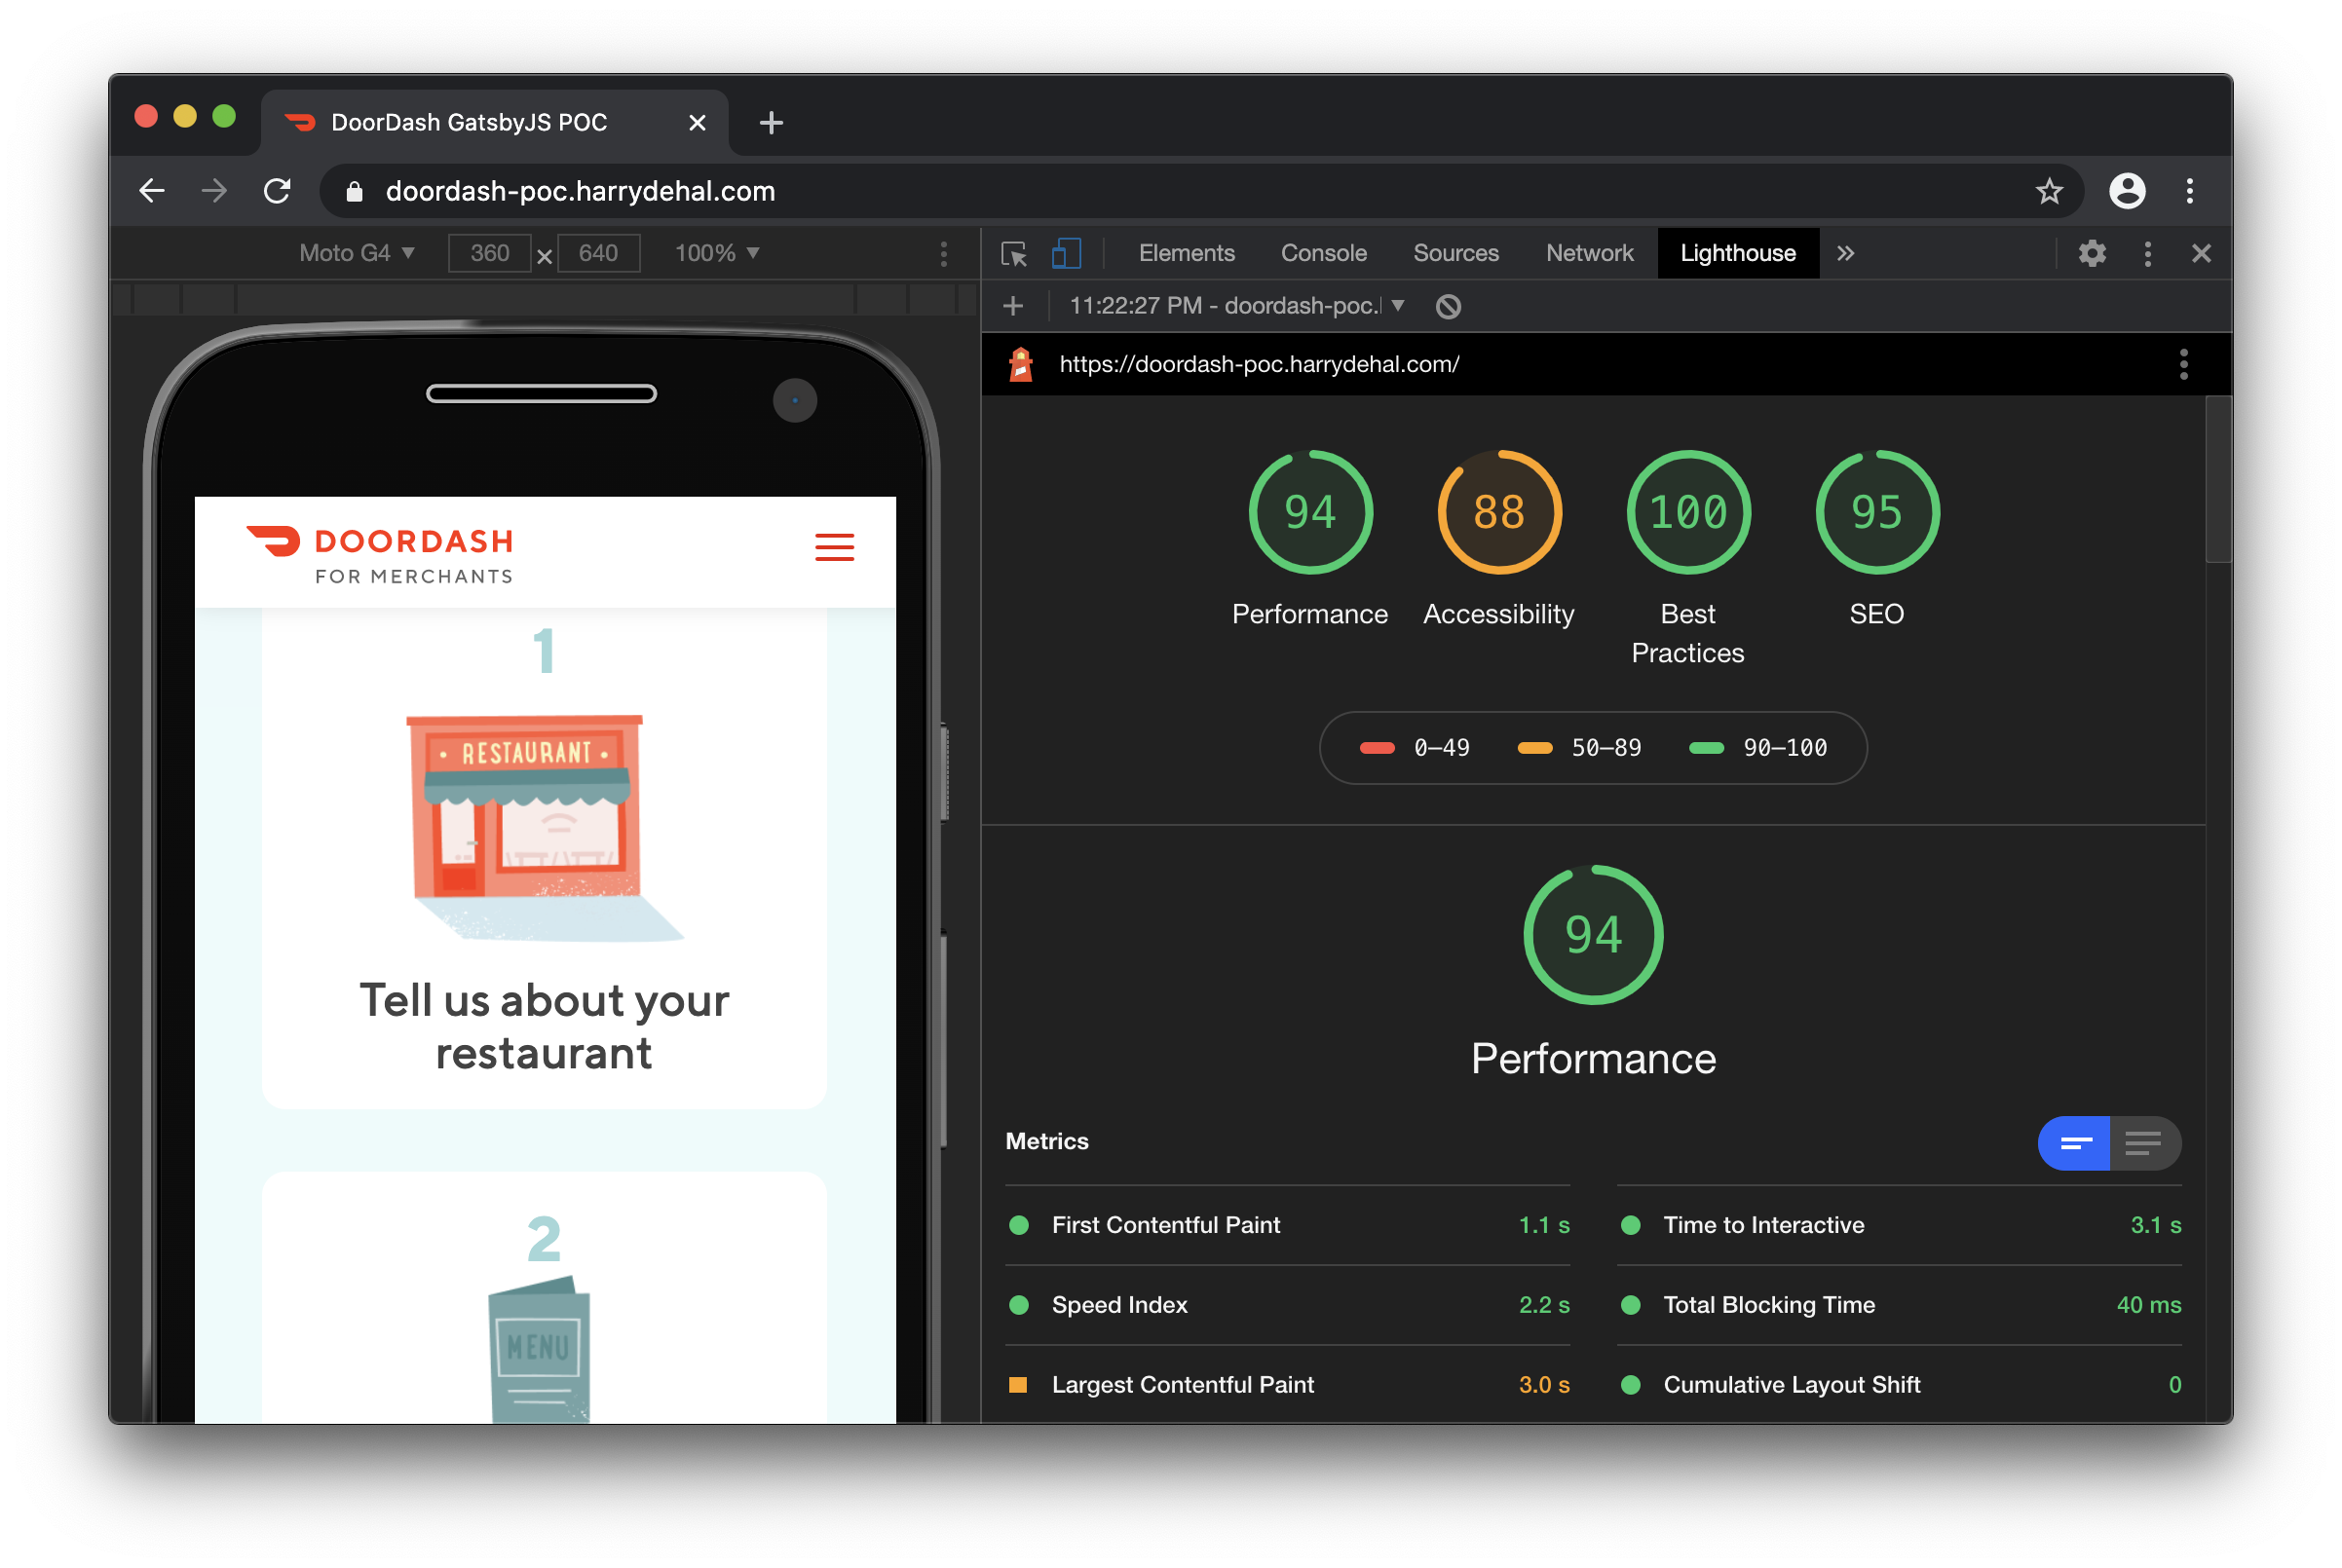 DoorDash GatsbyJS POC
doordash-poc.harrydehal.com
Moto G4 360 × 640 100%
Elements Console Sources Network Lighthouse
11:22:27 PM - doordash-poc.
https://doordash-poc.harrydehal.com/
DOORDASH
FOR MERCHANTS
1
RESTAURANT
Tell us about your
restaurant
2
MENU
94 88 100 95
Performance Accessibility Best Practices SEO
0–49 50–89 90–100
94
Performance
Metrics
First Contentful Paint 1.1 s
Time to Interactive 3.1 s
Speed Index 2.2 s
Total Blocking Time 40 ms
Largest Contentful Paint 3.0 s
Cumulative Layout Shift 0